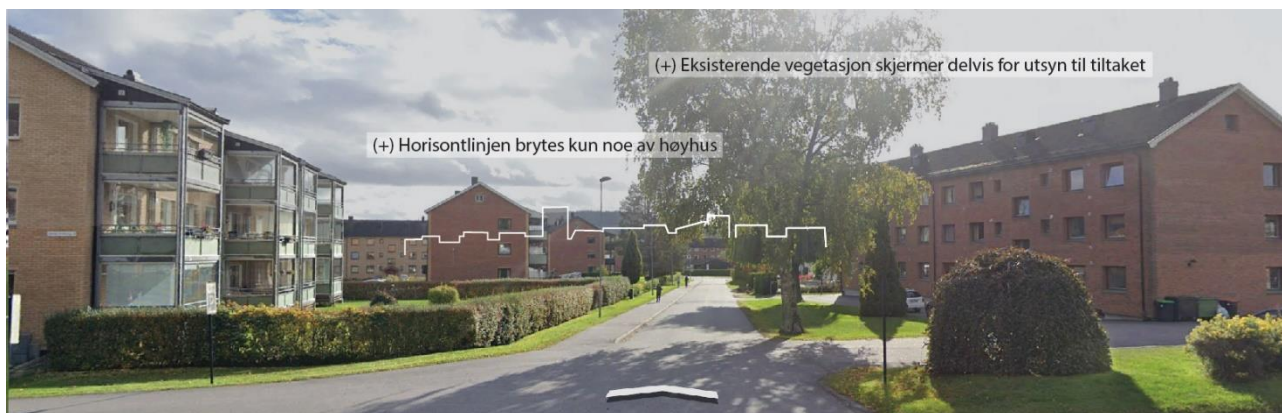 (+) Eksisterende vegetasjon skjermer delvis for utsyn til tiltaket
(+) Horisontlinjen brytes kun noe av høyhus